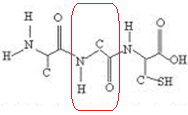 O H
H N OH
N C
H N O
C C
H O SH